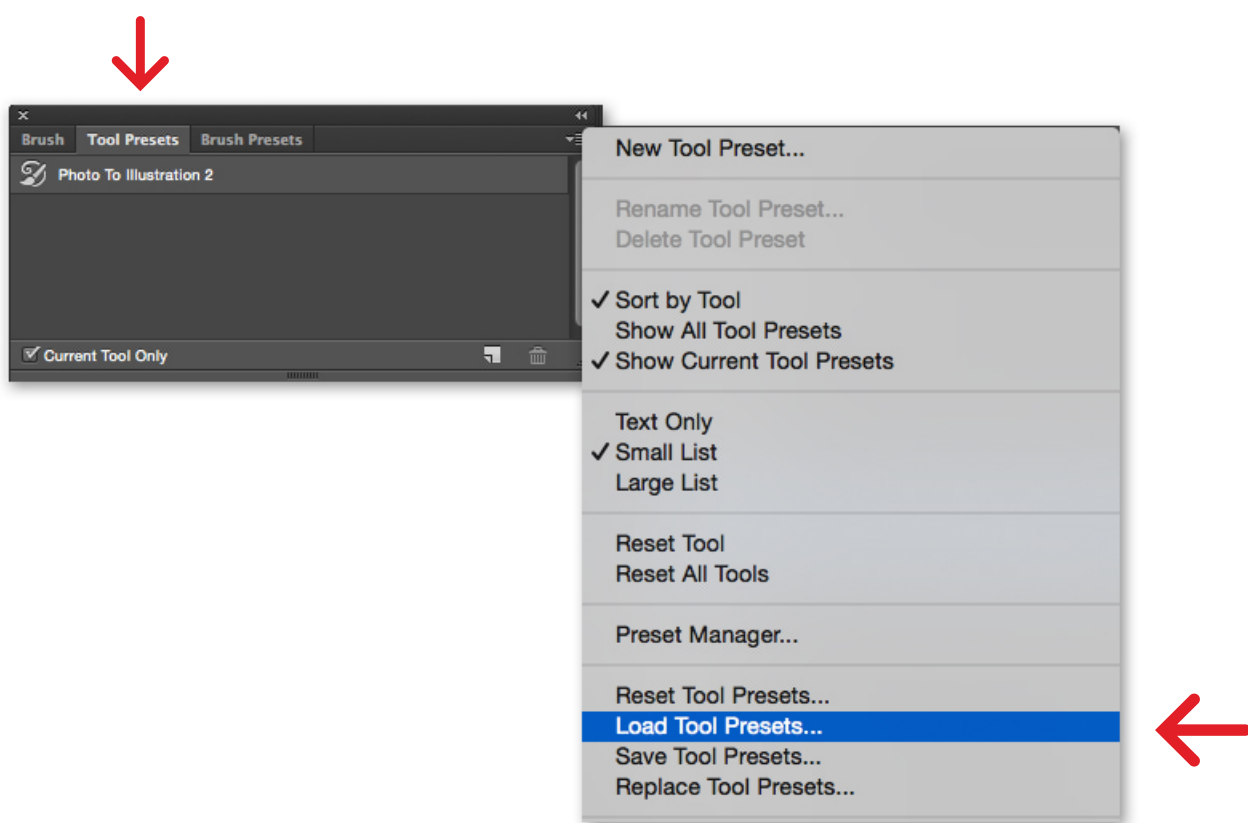 Brush Tool Presets Brush Presets
Photo To Illustration 2
Current Tool Only
New Tool Preset...
Rename Tool Preset...
Delete Tool Preset
Sort by Tool
Show All Tool Presets
Show Current Tool Presets
Text Only
Small List
Large List
Reset Tool
Reset All Tools
Preset Manager...
Reset Tool Presets...
Load Tool Presets...
Save Tool Presets...
Replace Tool Presets...